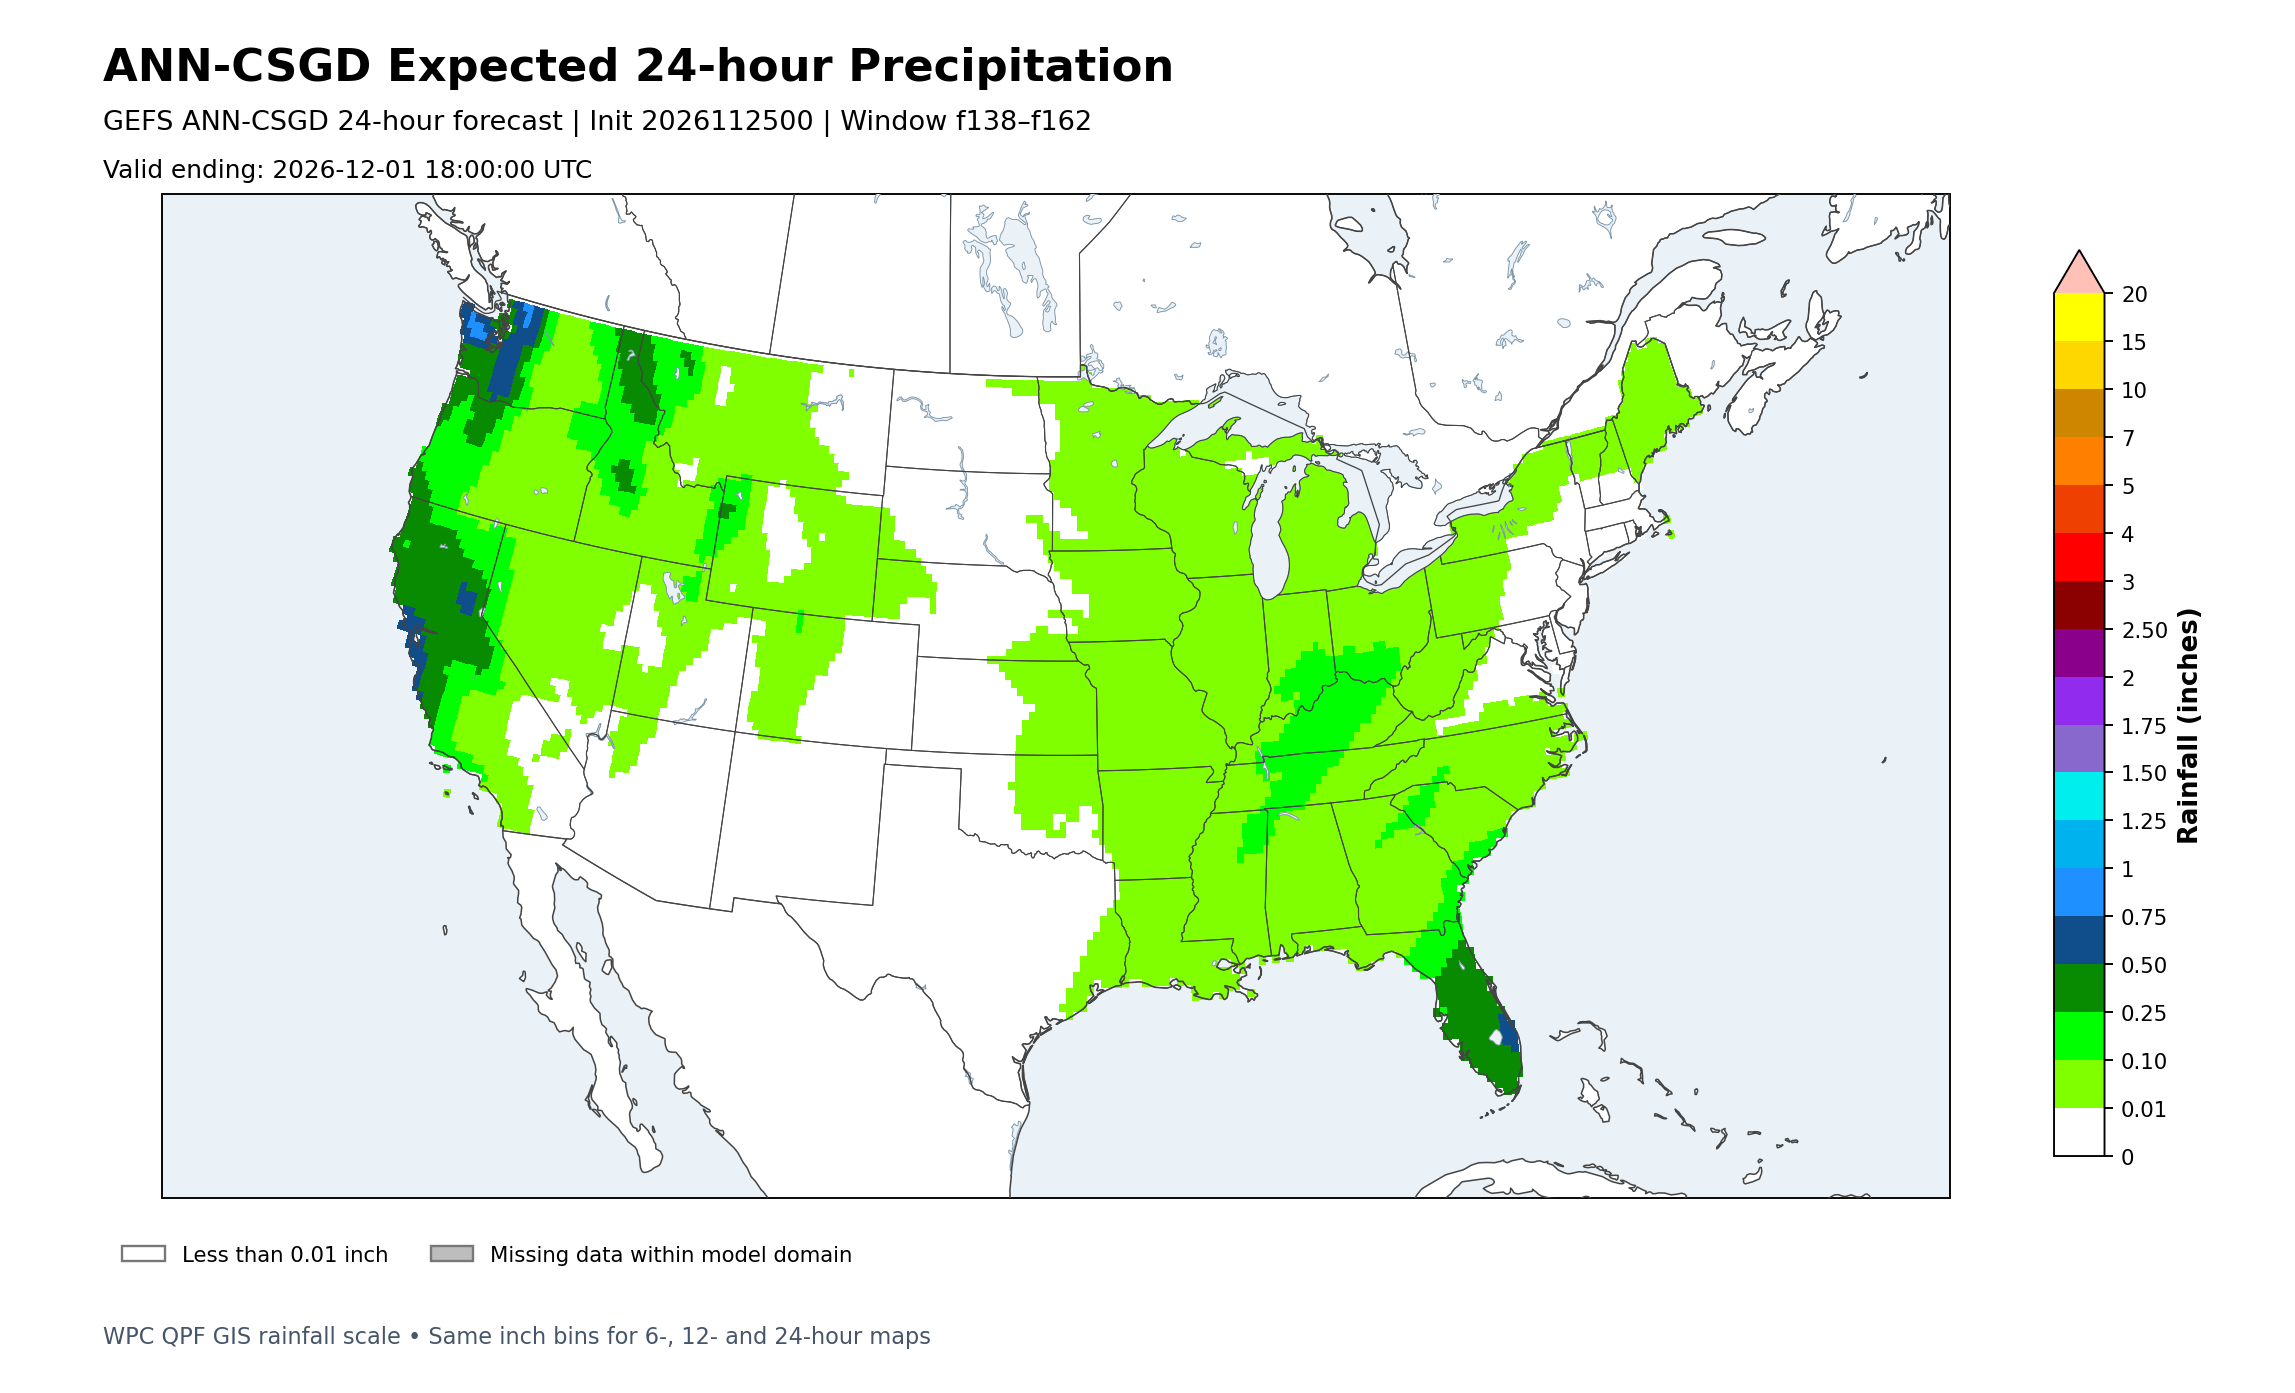 ANN-CSGD Expected 24-hour Precipitation
GEFS ANN-CSGD 24-hour forecast | Init 2026112500 | Window f138–f162
Valid ending: 2026-12-01 18:00:00 UTC
20
15
10
7
5
4
3
2.50
2
1.75
1.50
1.25
1
0.75
0.50
0.25
0.10
0.01
0
Rainfall (inches)
Less than 0.01 inch
Missing data within model domain
WPC QPF GIS rainfall scale • Same inch bins for 6-, 12- and 24-hour maps